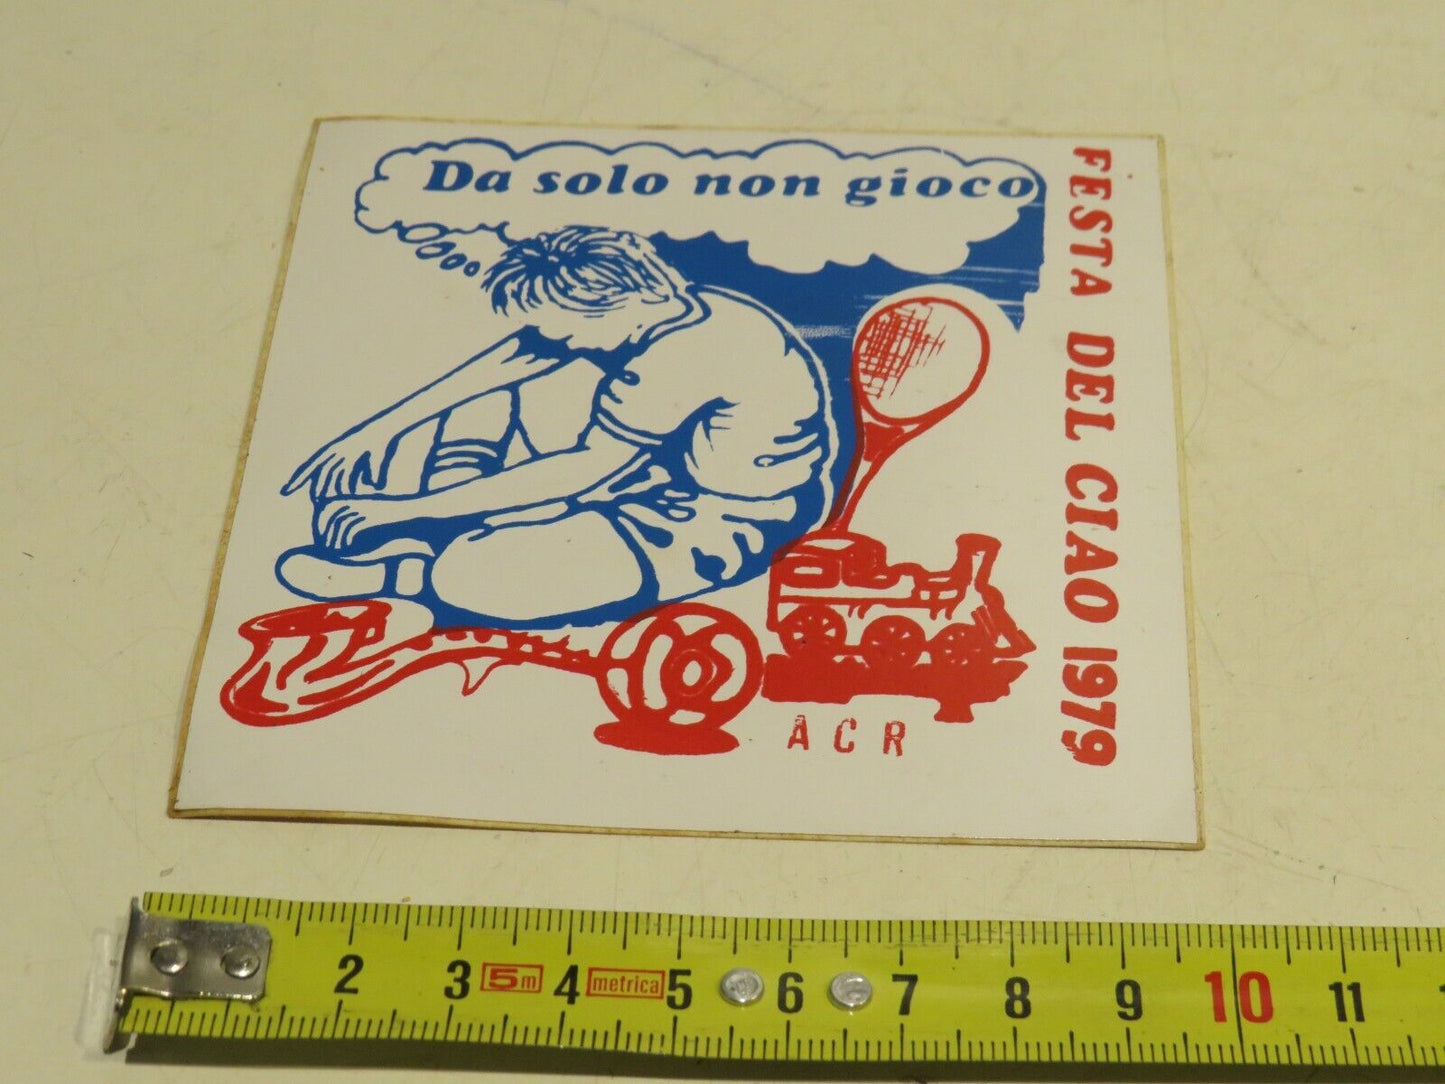 Da solo non gioco
FESTA DEL CIAO 1979
ACR
2 3 5m 4 metrica 5 6 7 8 9 10 11